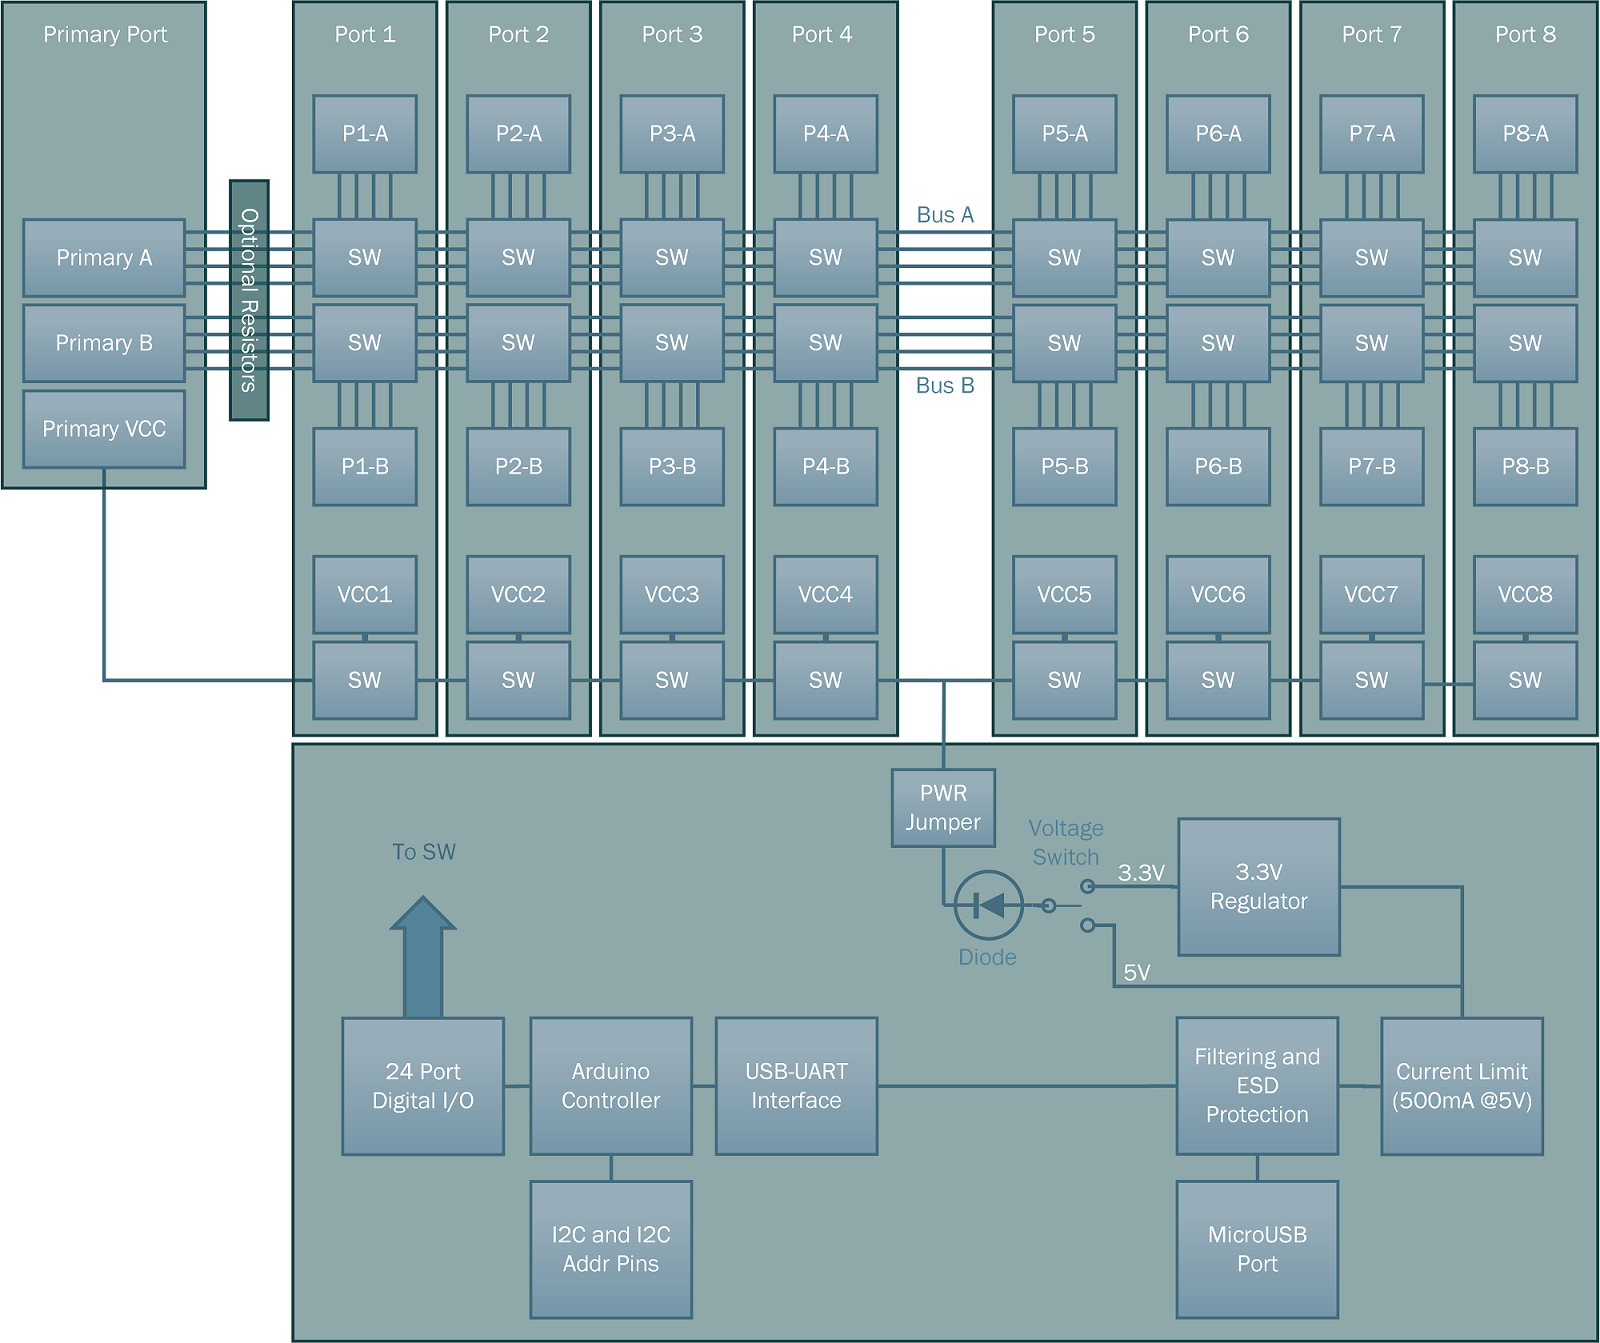 Primary Port
Port 1
Port 2
Port 3
Port 4
Port 5
Port 6
Port 7
Port 8
P1-A
P2-A
P3-A
P4-A
P5-A
P6-A
P7-A
P8-A
Optional Resistors
Bus A
Primary A
SW
SW
SW
SW
SW
SW
SW
SW
Primary B
SW
SW
SW
SW
SW
SW
SW
SW
Bus B
Primary VCC
P1-B
P2-B
P3-B
P4-B
P5-B
P6-B
P7-B
P8-B
VCC1
VCC2
VCC3
VCC4
VCC5
VCC6
VCC7
VCC8
SW
SW
SW
SW
SW
SW
SW
SW
PWR
Jumper
Voltage
Switch
3.3V
3.3V
Regulator
To SW
Diode
5V
24 Port
Digital I/O
Arduino
Controller
USB-UART
Interface
Filtering and
ESD
Protection
Current Limit
(500mA @5V)
I2C and I2C
Addr Pins
MicroUSB
Port